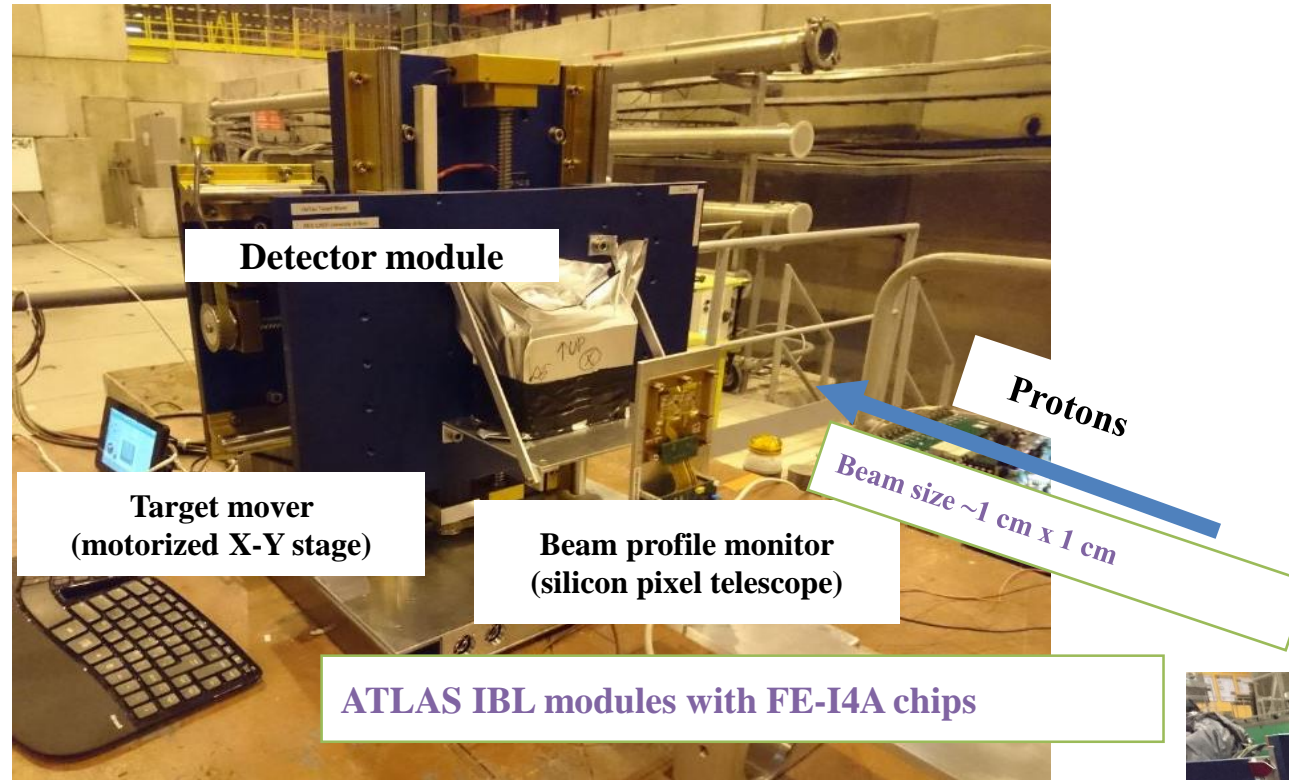 Detector module
↑UP
X
Protons
Beam size ~1 cm x 1 cm
Target mover
(motorized X-Y stage)
Beam profile monitor
(silicon pixel telescope)
ATLAS IBL modules with FE-I4A chips